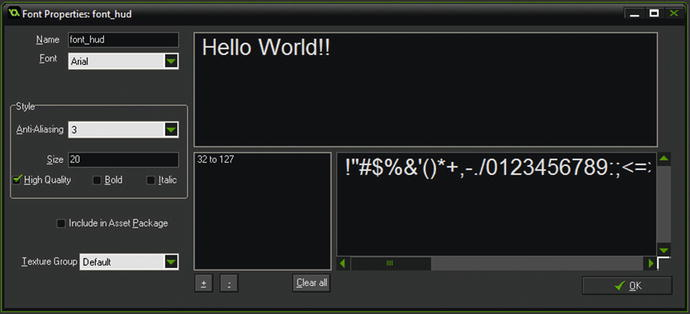 Font Properties: font_hud
Name font_hud
Font Arial
Hello World!!
Style
Anti-Aliasing 3
Size 20
High Quality Bold Italic
Include in Asset Package
Texture Group Default
32 to 127
!"#$%&'()*+,-./0123456789:;<=>
+ - Clear all
OK